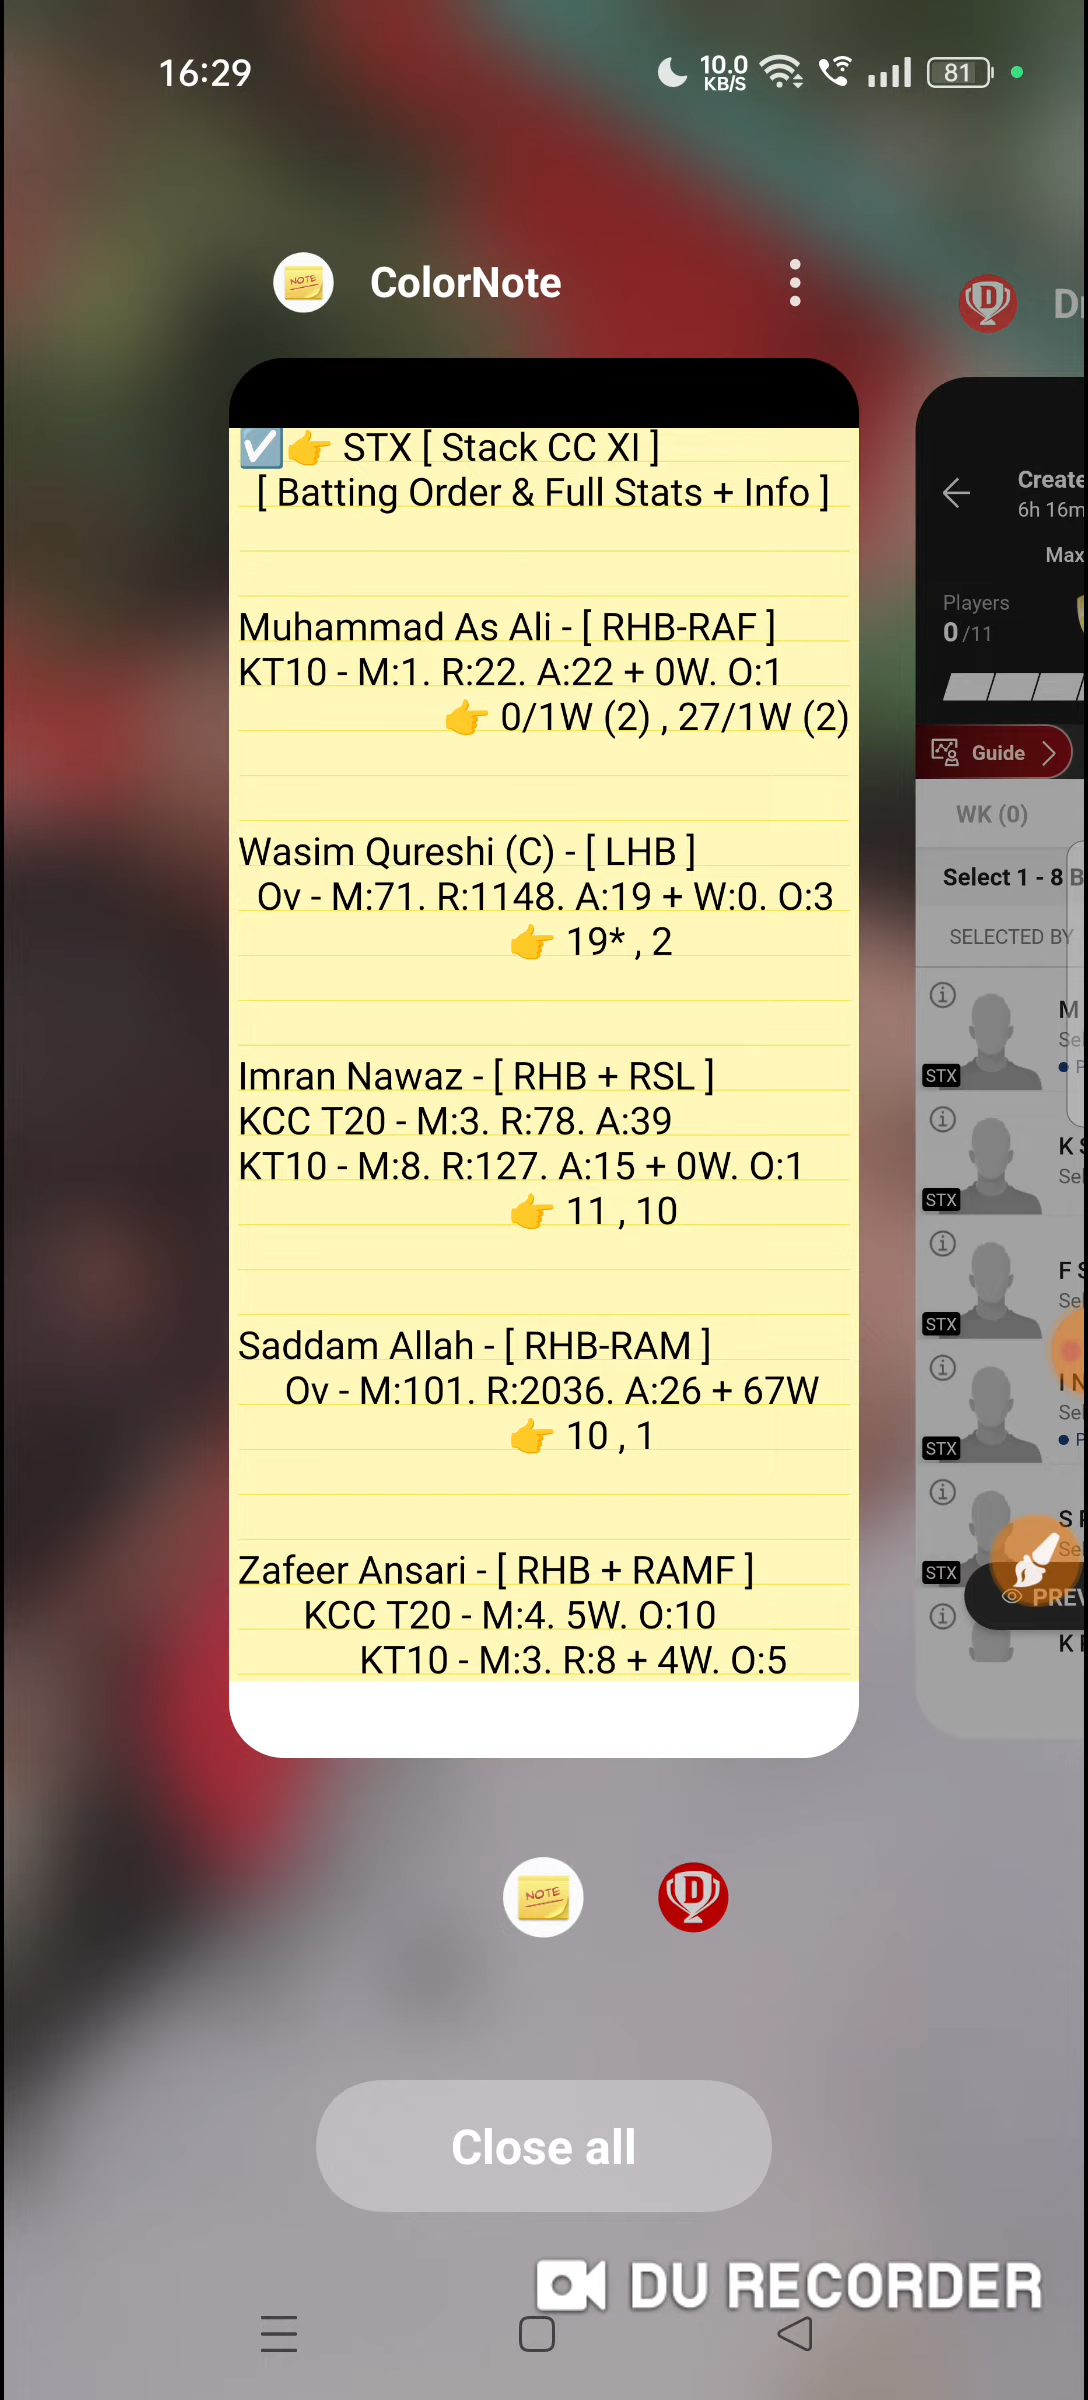 16:29
10.0
KB/S
81
NOTE
ColorNote
☑️👉 STX [ Stack CC XI ]
[ Batting Order & Full Stats + Info ]
Muhammad As Ali - [ RHB-RAF ]
KT10 - M:1. R:22. A:22 + 0W. O:1
👉 0/1W (2) , 27/1W (2)
Wasim Qureshi (C) - [ LHB ]
Ov - M:71. R:1148. A:19 + W:0. O:3
👉 19* , 2
Imran Nawaz - [ RHB + RSL ]
KCC T20 - M:3. R:78. A:39
KT10 - M:8. R:127. A:15 + 0W. O:1
👉 11 , 10
Saddam Allah - [ RHB-RAM ]
Ov - M:101. R:2036. A:26 + 67W
👉 10 , 1
Zafeer Ansari - [ RHB + RAMF ]
KCC T20 - M:4. 5W. O:10
KT10 - M:3. R:8 + 4W. O:5
D
Create
6h 16m
Max
Players
0/11
Guide
WK (0)
Select 1 - 8 B
SELECTED BY
M
STX
K S
Sel
STX
F S
Sel
STX
I N
Sel
STX
S
STX
PREV
K
NOTE
D
Close all
DU RECORDER